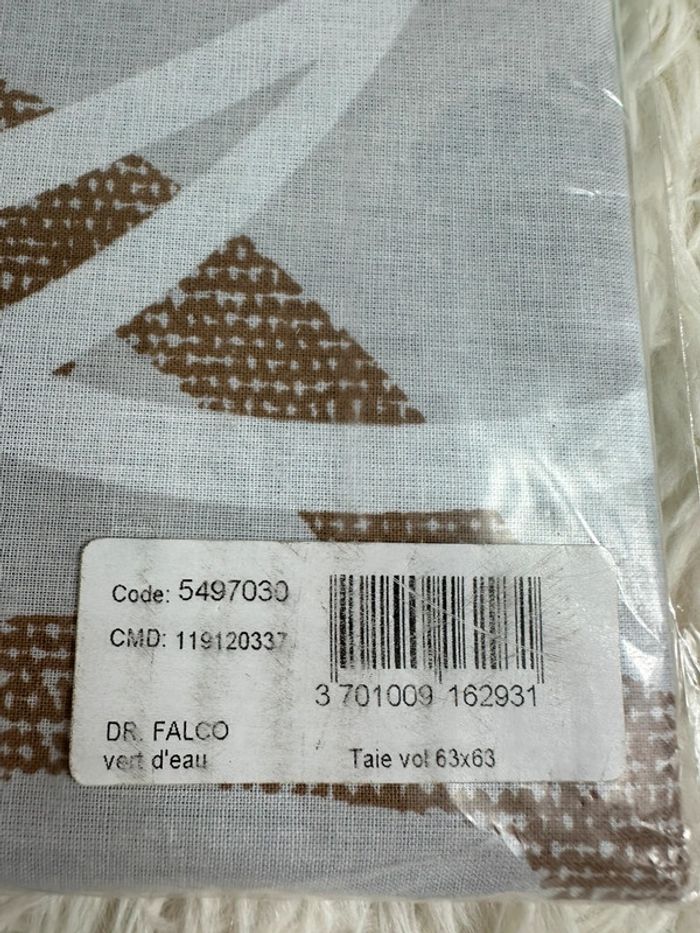 Code: 5497030
CMD: 119120337
3 701009 162931
DR. FALCO
vert d'eau
Taie vol 63x63